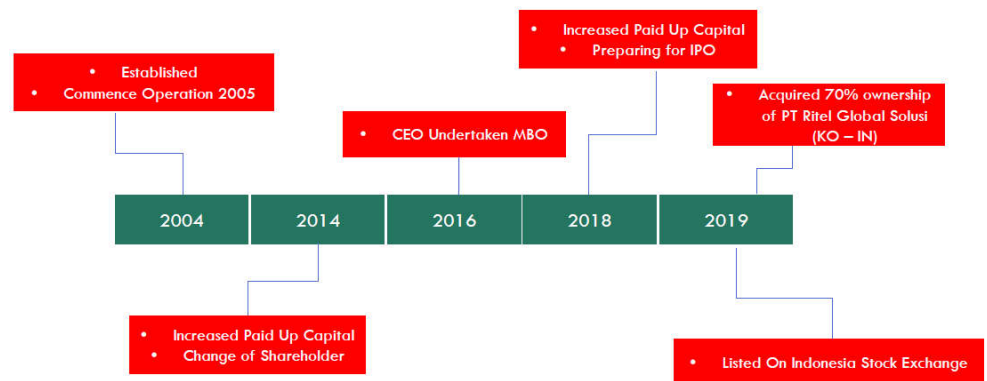 • Increased Paid Up Capital
• Preparing for IPO
• Established
• Commence Operation 2005
• Acquired 70% ownership
of PT Ritel Global Solusi
(KO – IN)
• CEO Undertaken MBO
2004
2014
2016
2018
2019
• Increased Paid Up Capital
• Change of Shareholder
• Listed On Indonesia Stock Exchange